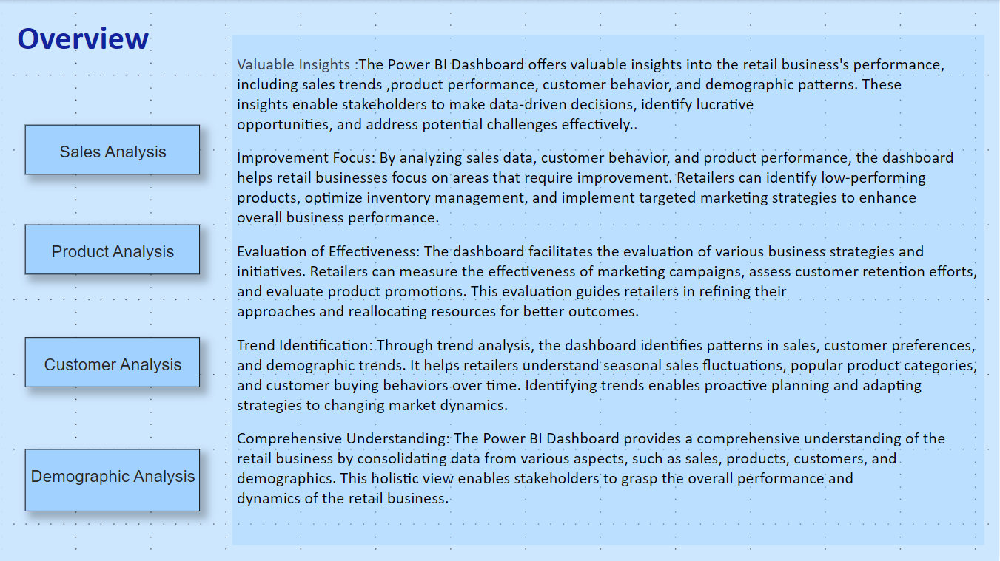 Overview
Sales Analysis
Product Analysis
Customer Analysis
Demographic Analysis
Valuable Insights :The Power BI Dashboard offers valuable insights into the retail business's performance,
including sales trends ,product performance, customer behavior, and demographic patterns. These
insights enable stakeholders to make data-driven decisions, identify lucrative
opportunities, and address potential challenges effectively..
Improvement Focus: By analyzing sales data, customer behavior, and product performance, the dashboard
helps retail businesses focus on areas that require improvement. Retailers can identify low-performing
products, optimize inventory management, and implement targeted marketing strategies to enhance
overall business performance.
Evaluation of Effectiveness: The dashboard facilitates the evaluation of various business strategies and
initiatives. Retailers can measure the effectiveness of marketing campaigns, assess customer retention efforts,
and evaluate product promotions. This evaluation guides retailers in refining their
approaches and reallocating resources for better outcomes.
Trend Identification: Through trend analysis, the dashboard identifies patterns in sales, customer preferences,
and demographic trends. It helps retailers understand seasonal sales fluctuations, popular product categories,
and customer buying behaviors over time. Identifying trends enables proactive planning and adapting
strategies to changing market dynamics.
Comprehensive Understanding: The Power BI Dashboard provides a comprehensive understanding of the
retail business by consolidating data from various aspects, such as sales, products, customers, and
demographics. This holistic view enables stakeholders to grasp the overall performance and
dynamics of the retail business.